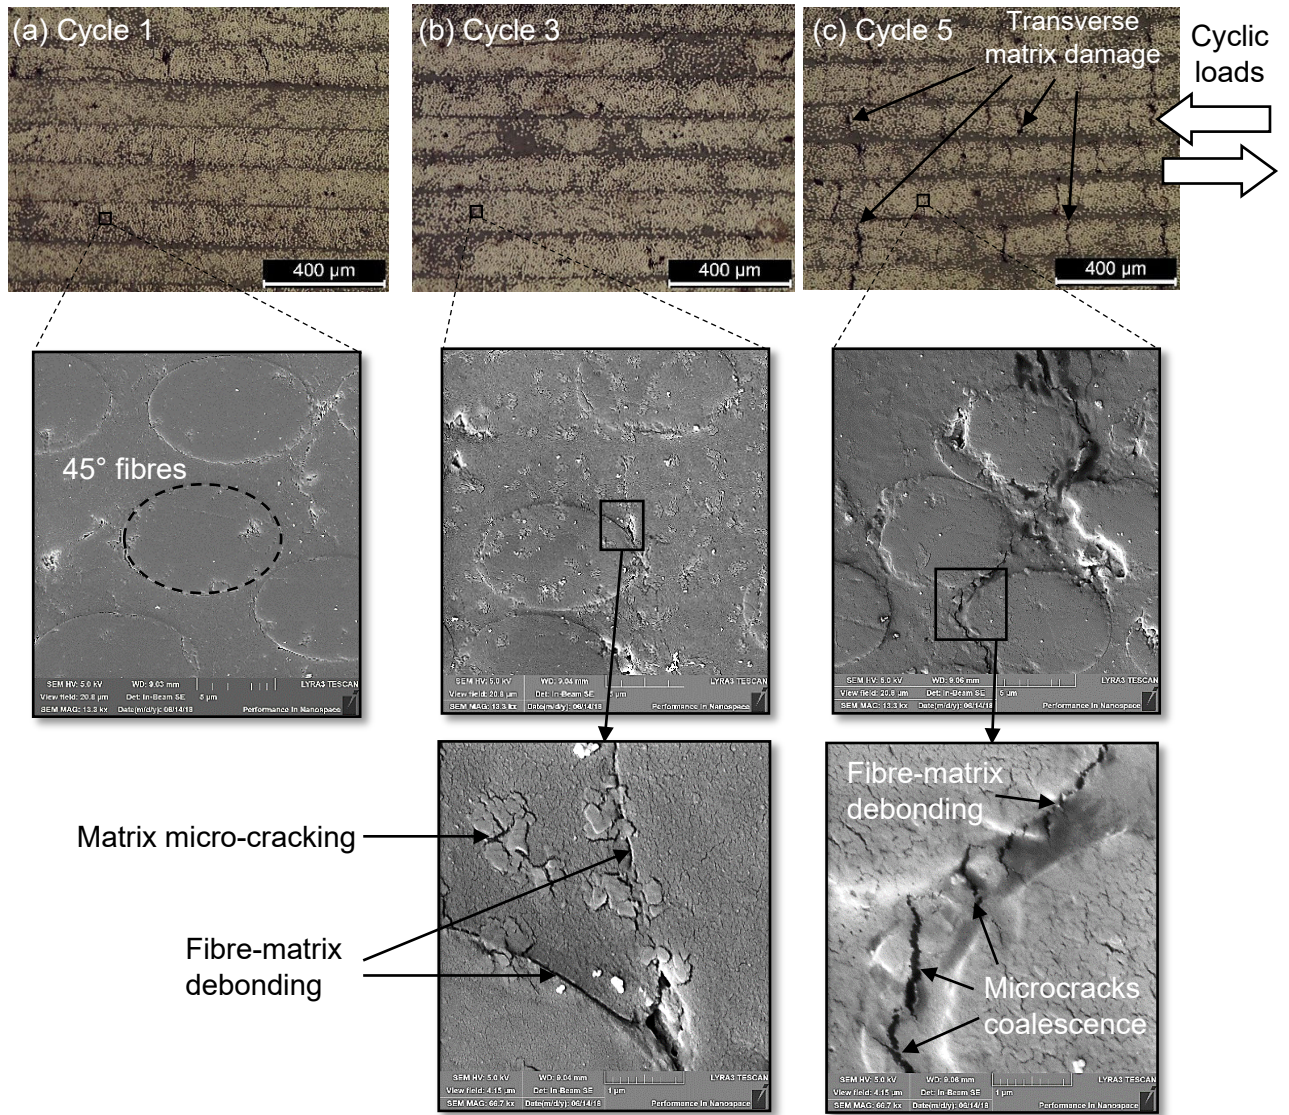 (a) Cycle 1
(b) Cycle 3
(c) Cycle 5
Transverse
matrix damage
Cyclic
loads
400 µm
400 µm
400 µm
45° fibres
SEM HV: 5.0 kV
WD: 9.03 mm
LYRA3 TESCAN
View field: 20.8 µm
Det: In-Beam SE
5 µm
SEM MAG: 13.3 kx
Date(m/d/y): 06/14/18
Performance In Nanospace
SEM HV: 5.0 kV
WD: 9.04 mm
LYRA3 TESCAN
View field: 20.8 µm
Det: In-Beam SE
5 µm
SEM MAG: 13.3 kx
Date(m/d/y): 06/14/18
Performance In Nanospace
SEM HV: 5.0 kV
WD: 9.06 mm
LYRA3 TESCAN
View field: 20.8 µm
Det: In-Beam SE
5 µm
SEM MAG: 13.3 kx
Date(m/d/y): 06/14/18
Performance In Nanospace
Matrix micro-cracking
Fibre-matrix
debonding
SEM HV: 5.0 kV
WD: 9.04 mm
LYRA3 TESCAN
View field: 4.15 µm
Det: In-Beam SE
1 µm
SEM MAG: 66.7 kx
Date(m/d/y): 06/14/18
Performance In Nanospace
Fibre-matrix
debonding
Microcracks
coalescence
SEM HV: 5.0 kV
WD: 9.06 mm
LYRA3 TESCAN
View field: 4.15 µm
Det: In-Beam SE
1 µm
SEM MAG: 66.7 kx
Date(m/d/y): 06/14/18
Performance In Nanospace